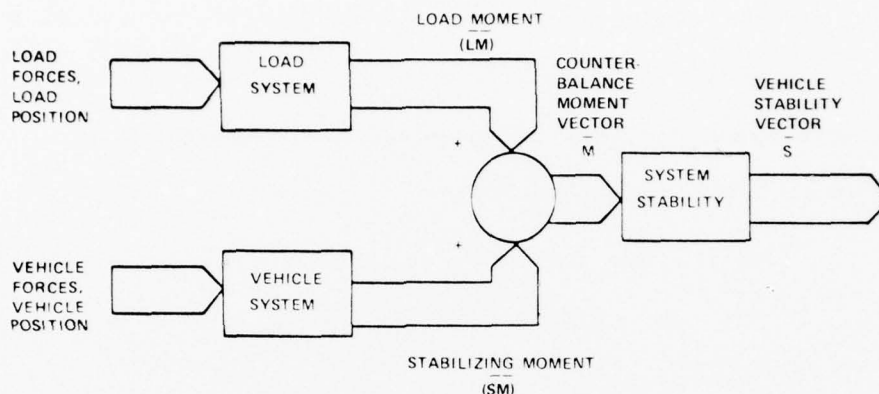 LOAD MOMENT
(LM)
LOAD
FORCES,
LOAD
POSITION
LOAD
SYSTEM
COUNTER-
BALANCE
MOMENT
VECTOR
M
VEHICLE
STABILITY
VECTOR
S
+
SYSTEM
STABILITY
+
VEHICLE
FORCES,
VEHICLE
POSITION
VEHICLE
SYSTEM
STABILIZING MOMENT
(SM)